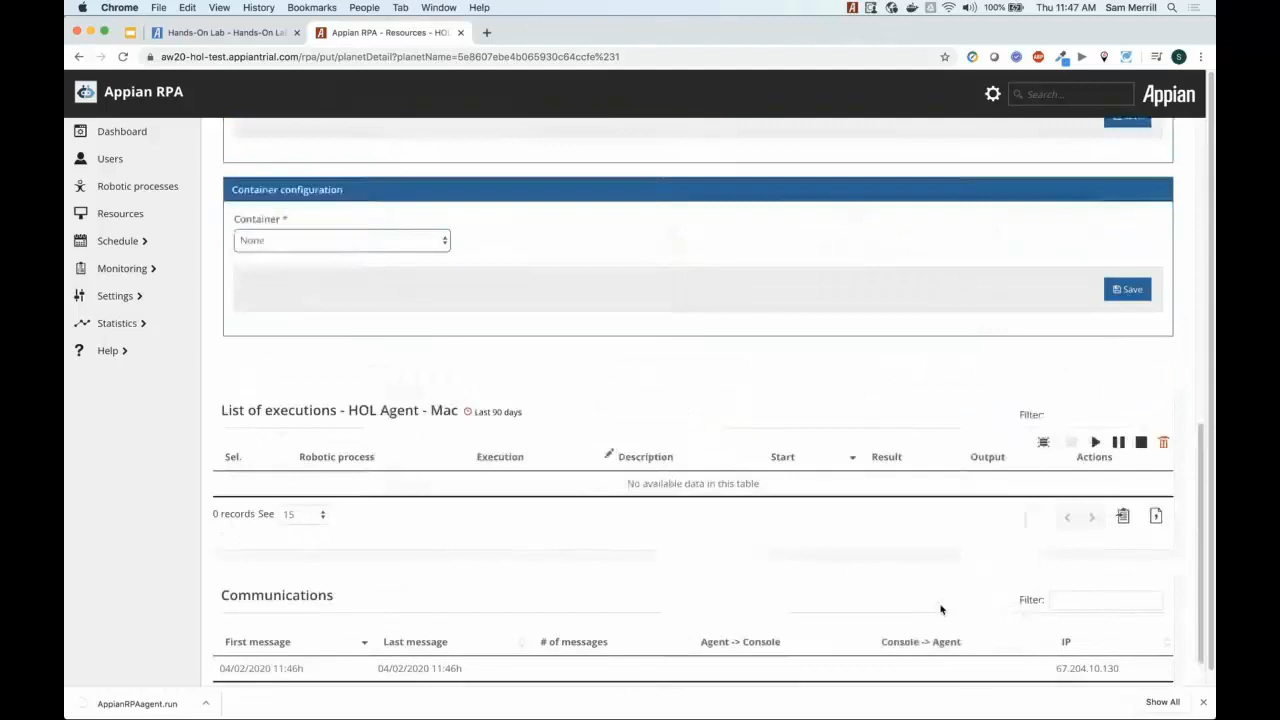 Chrome File Edit View History Bookmarks People Tab Window Help 100% Thu 11:47 AM Sam Merrill
Hands-On Lab - Hands-On La
Appian RPA - Resources - HOL
aw20-hol-test.appiantrial.com/rpa/put/planetDetail?planetName=5e8607ebe4b065930c64ccfe%231
Appian RPA
Search...
Appian
Dashboard
Users
Robotic processes
Resources
Schedule
Monitoring
Settings
Statistics
Help
Container configuration
Container *
None
Save
List of executions - HOL Agent - Mac Last 90 days
Filter:
Sel. Robotic process Execution Description Start Result Output Actions
No available data in this table
0 records See 15
Communications
Filter:
First message Last message # of messages Agent -> Console Console -> Agent IP
04/02/2020 11:46h 04/02/2020 11:46h 67.204.10.130
AppianRPAagent.run
Show All